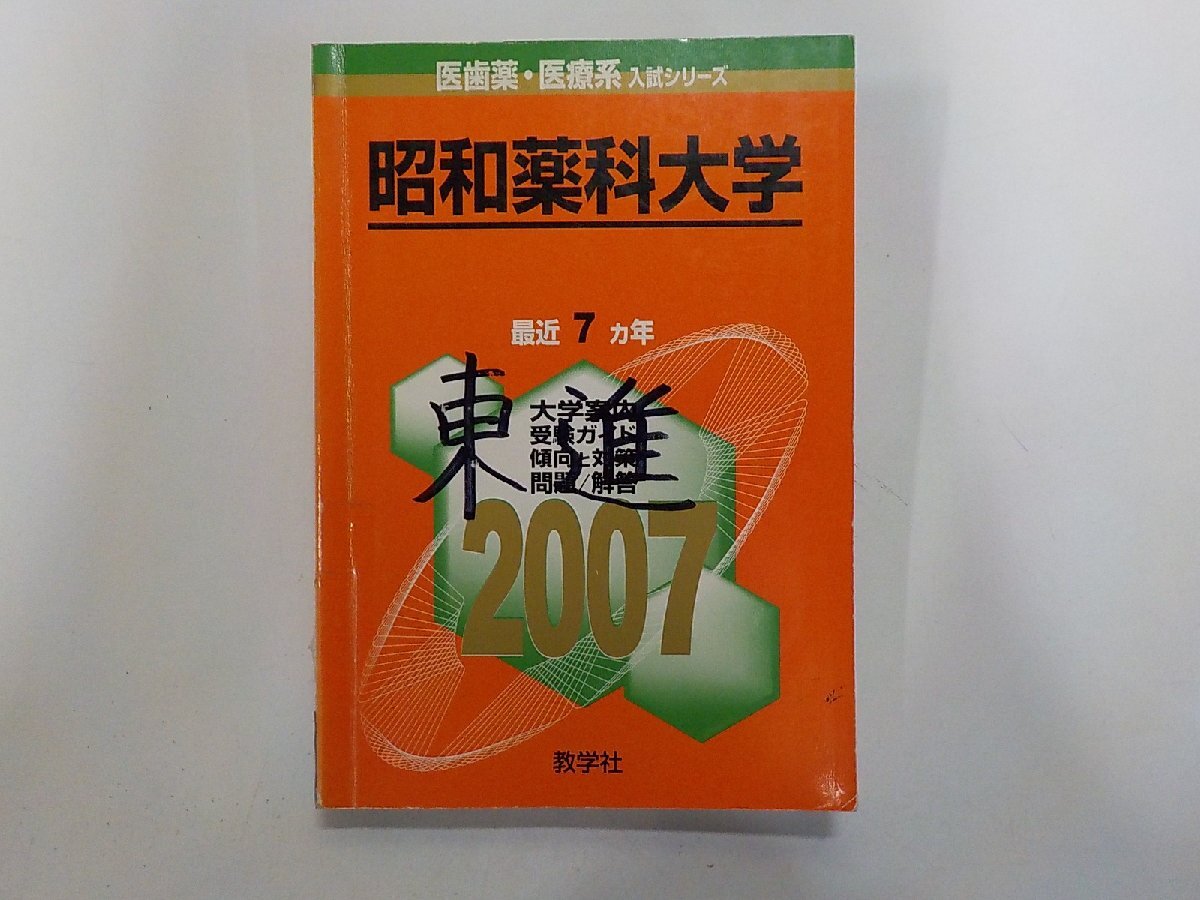 医歯薬・医療系 入試シリーズ
昭和薬科大学
最近 7 ヵ年
東進
大学案内
受験ガイド
傾向と対策
問題/解答
2007
教学社